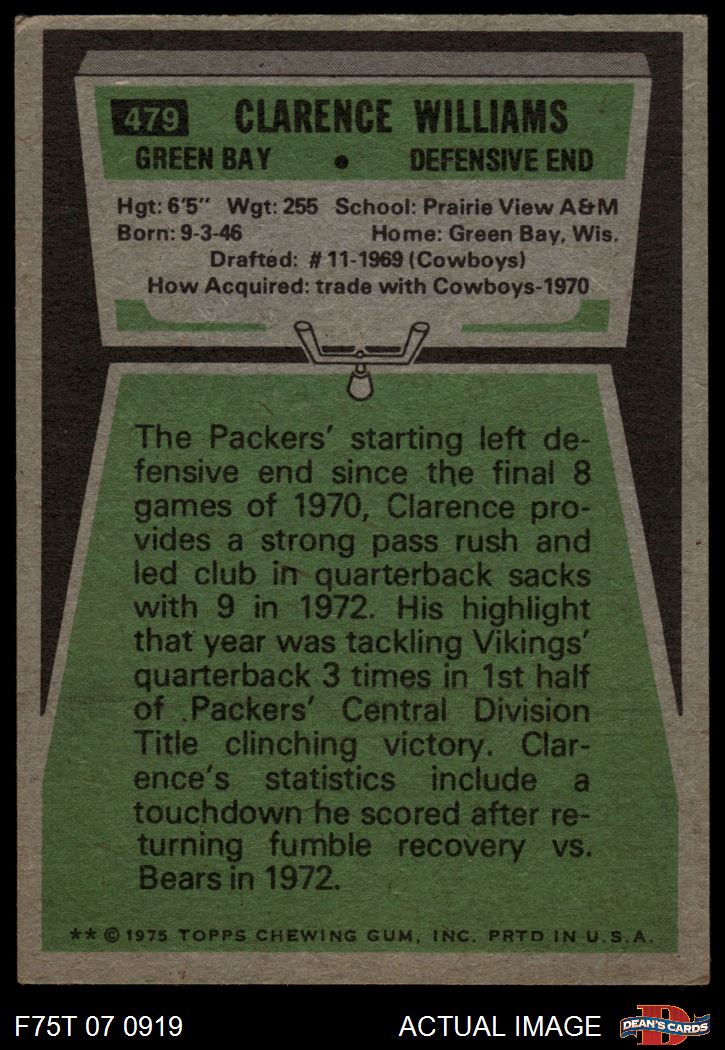 479 CLARENCE WILLIAMS
GREEN BAY • DEFENSIVE END
Hgt: 6'5" Wgt: 255 School: Prairie View A&M
Born: 9-3-46 Home: Green Bay, Wis.
Drafted: #11-1969 (Cowboys)
How Acquired: trade with Cowboys-1970
The Packers' starting left de-
fensive end since the final 8
games of 1970, Clarence pro-
vides a strong pass rush and
led club in quarterback sacks
with 9 in 1972. His highlight
that year was tackling Vikings'
quarterback 3 times in 1st half
of Packers' Central Division
Title clinching victory. Clar-
ence's statistics include a
touchdown he scored after re-
turning fumble recovery vs.
Bears in 1972.
** © 1975 TOPPS CHEWING GUM, INC. PRTD IN U.S.A.
F75T 07 0919 ACTUAL IMAGE
D
DEAN'S CARDS